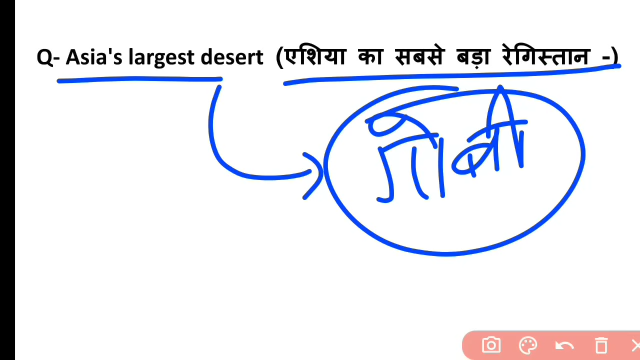 Q- Asia's largest desert (एशिया का सबसे बड़ा रेगिस्तान -)
गोबी